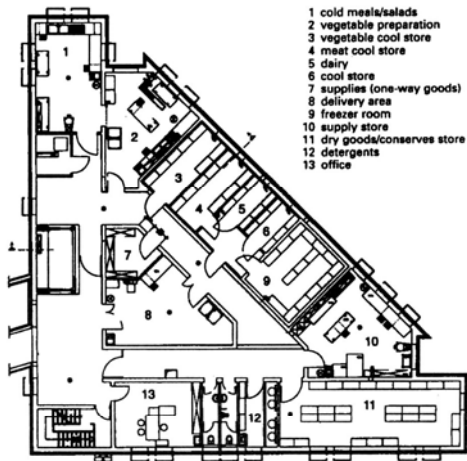 1 cold meals/salads
2 vegetable preparation
3 vegetable cool store
4 meat cool store
5 dairy
6 cool store
7 supplies (one-way goods)
8 delivery area
9 freezer room
10 supply store
11 dry goods/conserves store
12 detergents
13 office
1
2
3
4
5
6
7
9
8
10
13
12
11